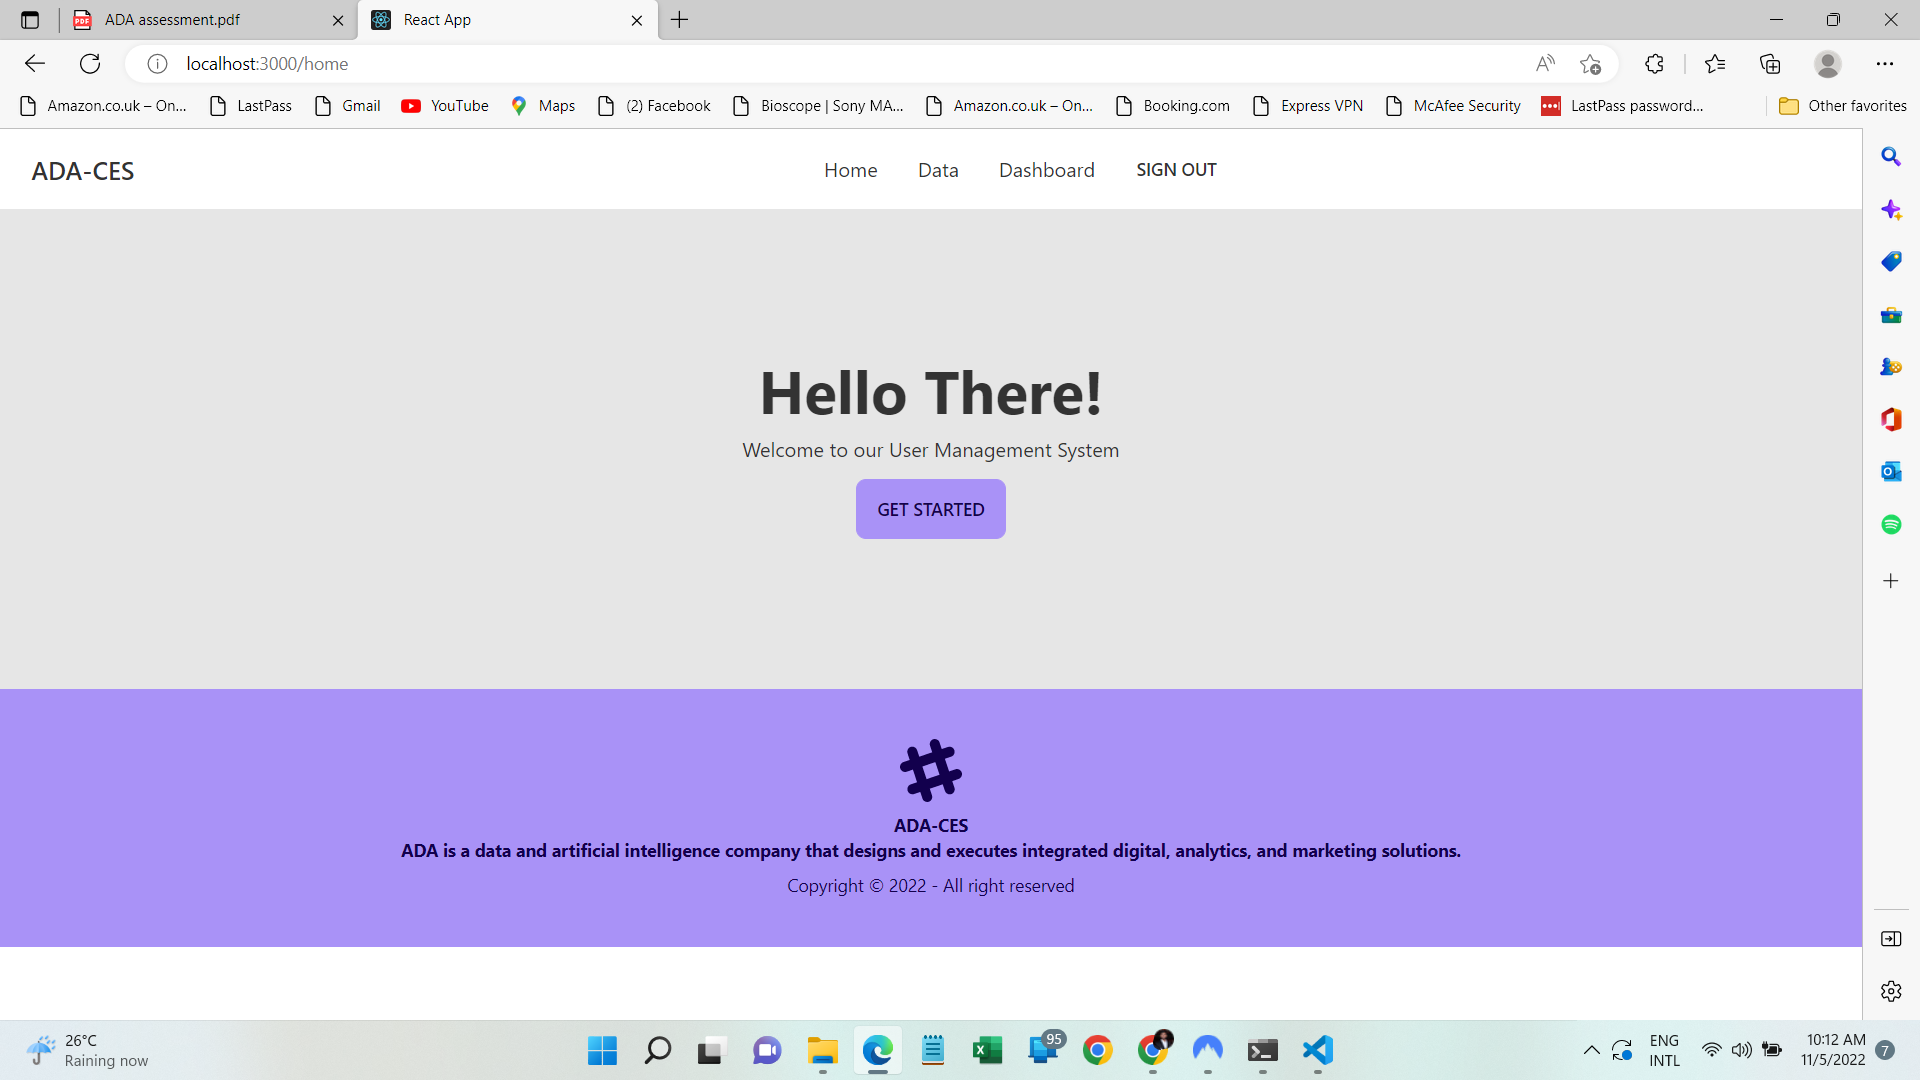 ADA assessment.pdf
React App
localhost:3000/home
Amazon.co.uk – On...
LastPass
Gmail
YouTube
Maps
(2) Facebook
Bioscope | Sony MA...
Amazon.co.uk – On...
Booking.com
Express VPN
McAfee Security
LastPass password...
Other favorites
ADA-CES
Home
Data
Dashboard
SIGN OUT
Hello There!
Welcome to our User Management System
GET STARTED
ADA-CES
ADA is a data and artificial intelligence company that designs and executes integrated digital, analytics, and marketing solutions.
Copyright © 2022 - All right reserved
26°C
Raining now
95
ENG
INTL
10:12 AM
11/5/2022
7